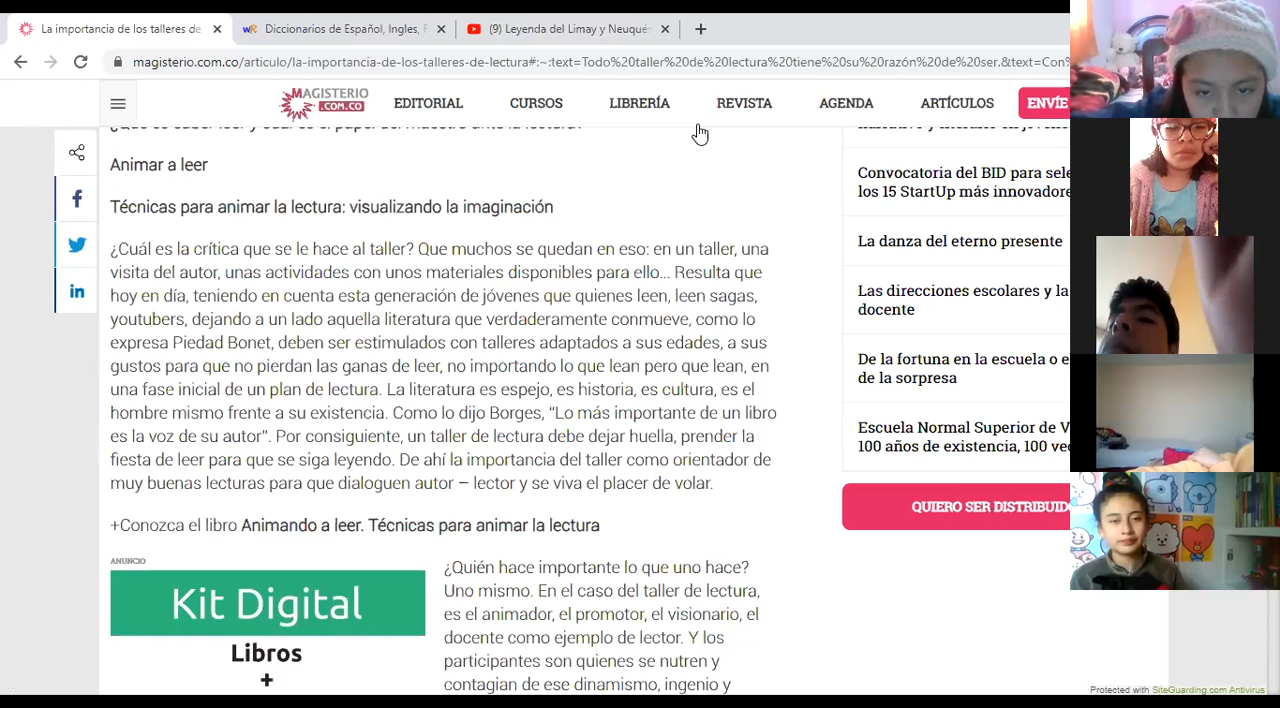 La importancia de los talleres de
Diccionarios de Español, Ingles, F
(9) Leyenda del Limay y Neuqué
magisterio.com.co/articulo/la-importancia-de-los-talleres-de-lectura#:~:text=Todo%20taller%20de%20lectura%20tiene%20su%20razón%20de%20ser.&text=Con%
MAGISTERIO
.COM.CO
EDITORIAL
CURSOS
LIBRERÍA
REVISTA
AGENDA
ARTÍCULOS
ENVÍE
Animar a leer
Técnicas para animar la lectura: visualizando la imaginación
¿Cuál es la crítica que se le hace al taller? Que muchos se quedan en eso: en un taller, una
visita del autor, unas actividades con unos materiales disponibles para ello... Resulta que
hoy en día, teniendo en cuenta esta generación de jóvenes que quienes leen, leen sagas,
youtubers, dejando a un lado aquella literatura que verdaderamente conmueve, como lo
expresa Piedad Bonet, deben ser estimulados con talleres adaptados a sus edades, a sus
gustos para que no pierdan las ganas de leer, no importando lo que lean pero que lean, en
una fase inicial de un plan de lectura. La literatura es espejo, es historia, es cultura, es el
hombre mismo frente a su existencia. Como lo dijo Borges, “Lo más importante de un libro
es la voz de su autor”. Por consiguiente, un taller de lectura debe dejar huella, prender la
fiesta de leer para que se siga leyendo. De ahí la importancia del taller como orientador de
muy buenas lecturas para que dialoguen autor – lector y se viva el placer de volar.
+Conozca el libro Animando a leer. Técnicas para animar la lectura
ANUNCIO
Kit Digital
Libros
+
¿Quién hace importante lo que uno hace?
Uno mismo. En el caso del taller de lectura,
es el animador, el promotor, el visionario, el
docente como ejemplo de lector. Y los
participantes son quienes se nutren y
contagian de ese dinamismo, ingenio y
Convocatoria del BID para sele
los 15 StartUp más innovadore
La danza del eterno presente
Las direcciones escolares y la
docente
De la fortuna en la escuela o e
de la sorpresa
Escuela Normal Superior de V
100 años de existencia, 100 vec
QUIERO SER DISTRIBUID
Protected with SiteGuarding.com Antivirus